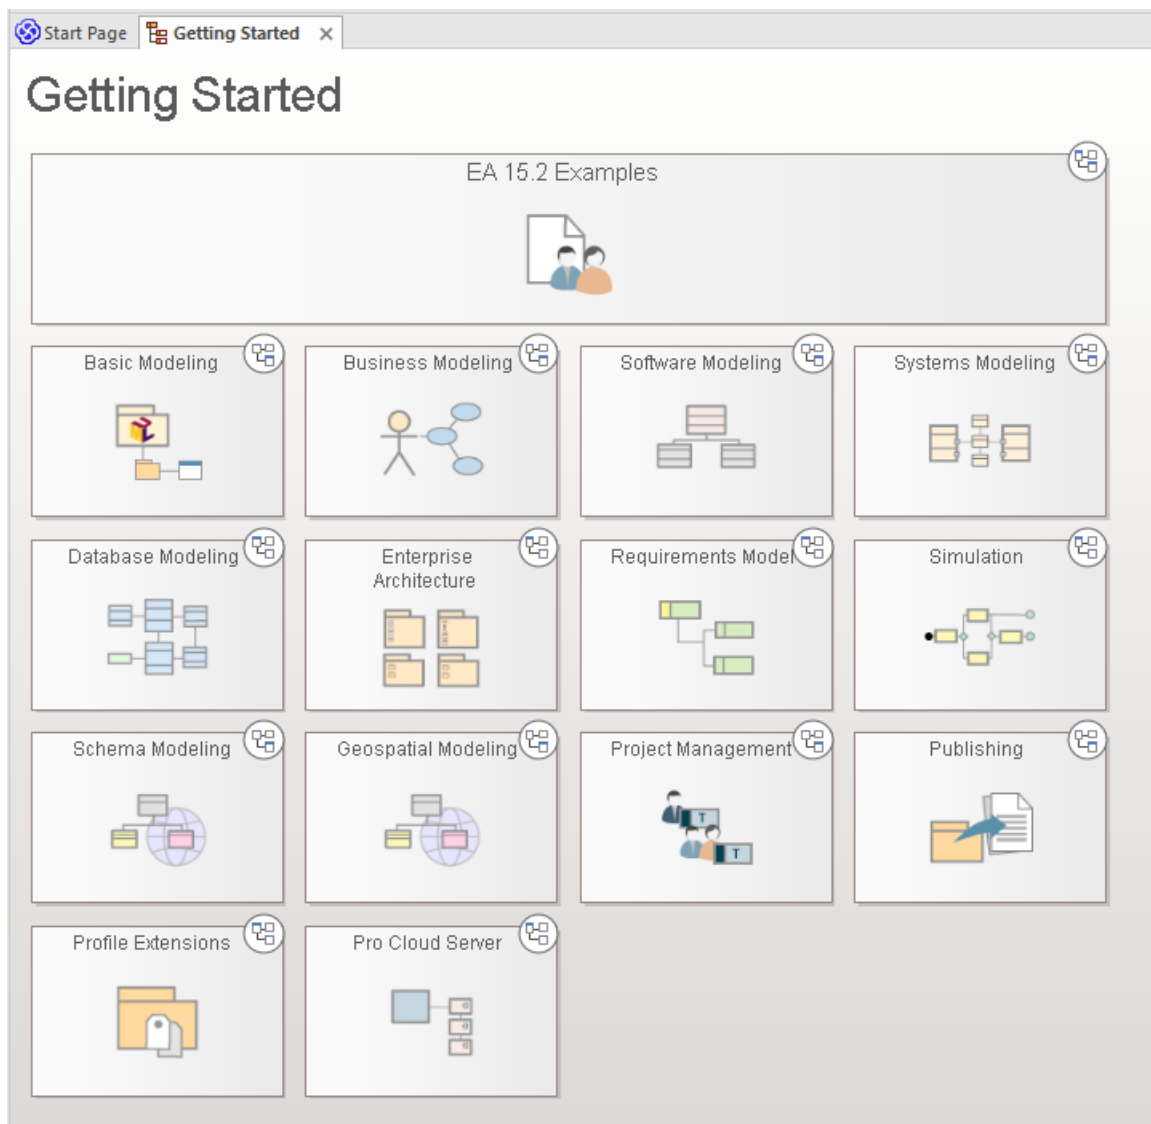 Start Page
Getting Started
Getting Started
EA 15.2 Examples
Basic Modeling
Business Modeling
Software Modeling
Systems Modeling
Database Modeling
Enterprise
Architecture
Requirements Model
Simulation
Schema Modeling
Geospatial Modeling
Project Management
T
T
Publishing
Profile Extensions
Pro Cloud Server